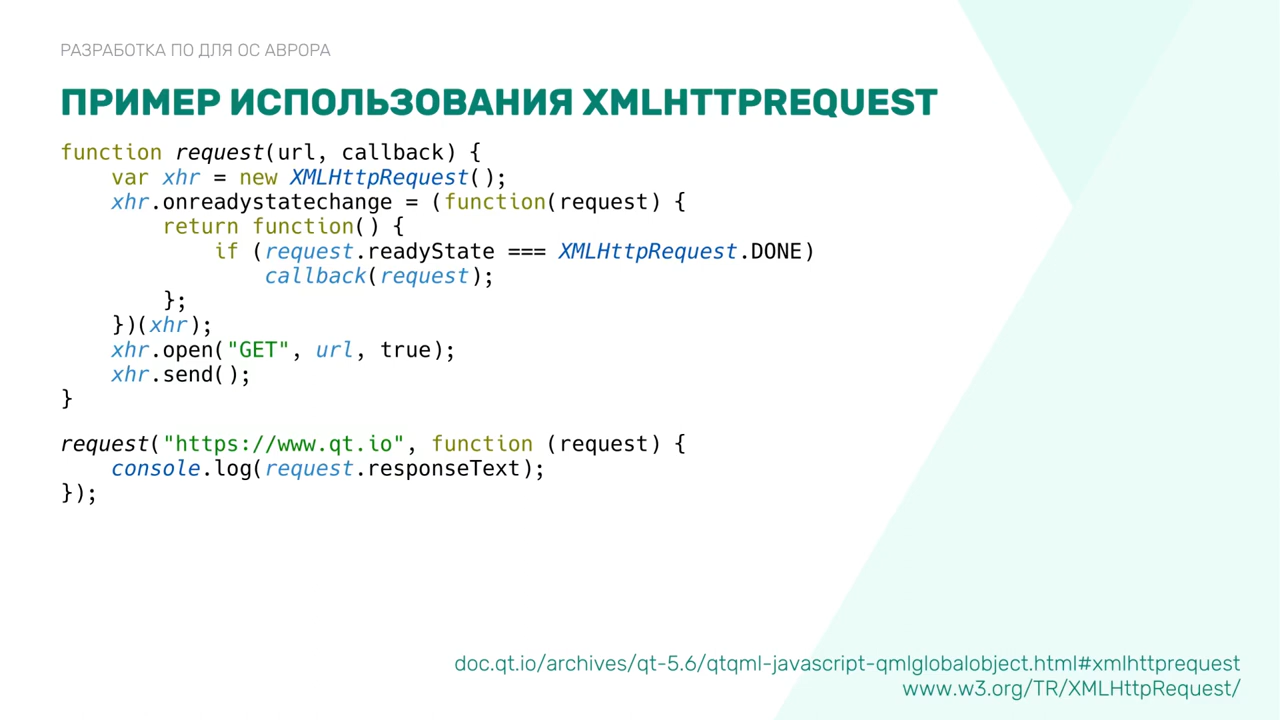 РАЗРАБОТКА ПО ДЛЯ ОС АВРОРА
ПРИМЕР ИСПОЛЬЗОВАНИЯ XMLHTTPREQUEST
function request(url, callback) {
    var xhr = new XMLHttpRequest();
    xhr.onreadystatechange = (function(request) {
        return function() {
            if (request.readyState === XMLHttpRequest.DONE)
                callback(request);
        };
    })(xhr);
    xhr.open("GET", url, true);
    xhr.send();
}
request("https://www.qt.io", function (request) {
    console.log(request.responseText);
});
doc.qt.io/archives/qt-5.6/qtqml-javascript-qmlglobalobject.html#xmlhttprequest
www.w3.org/TR/XMLHttpRequest/